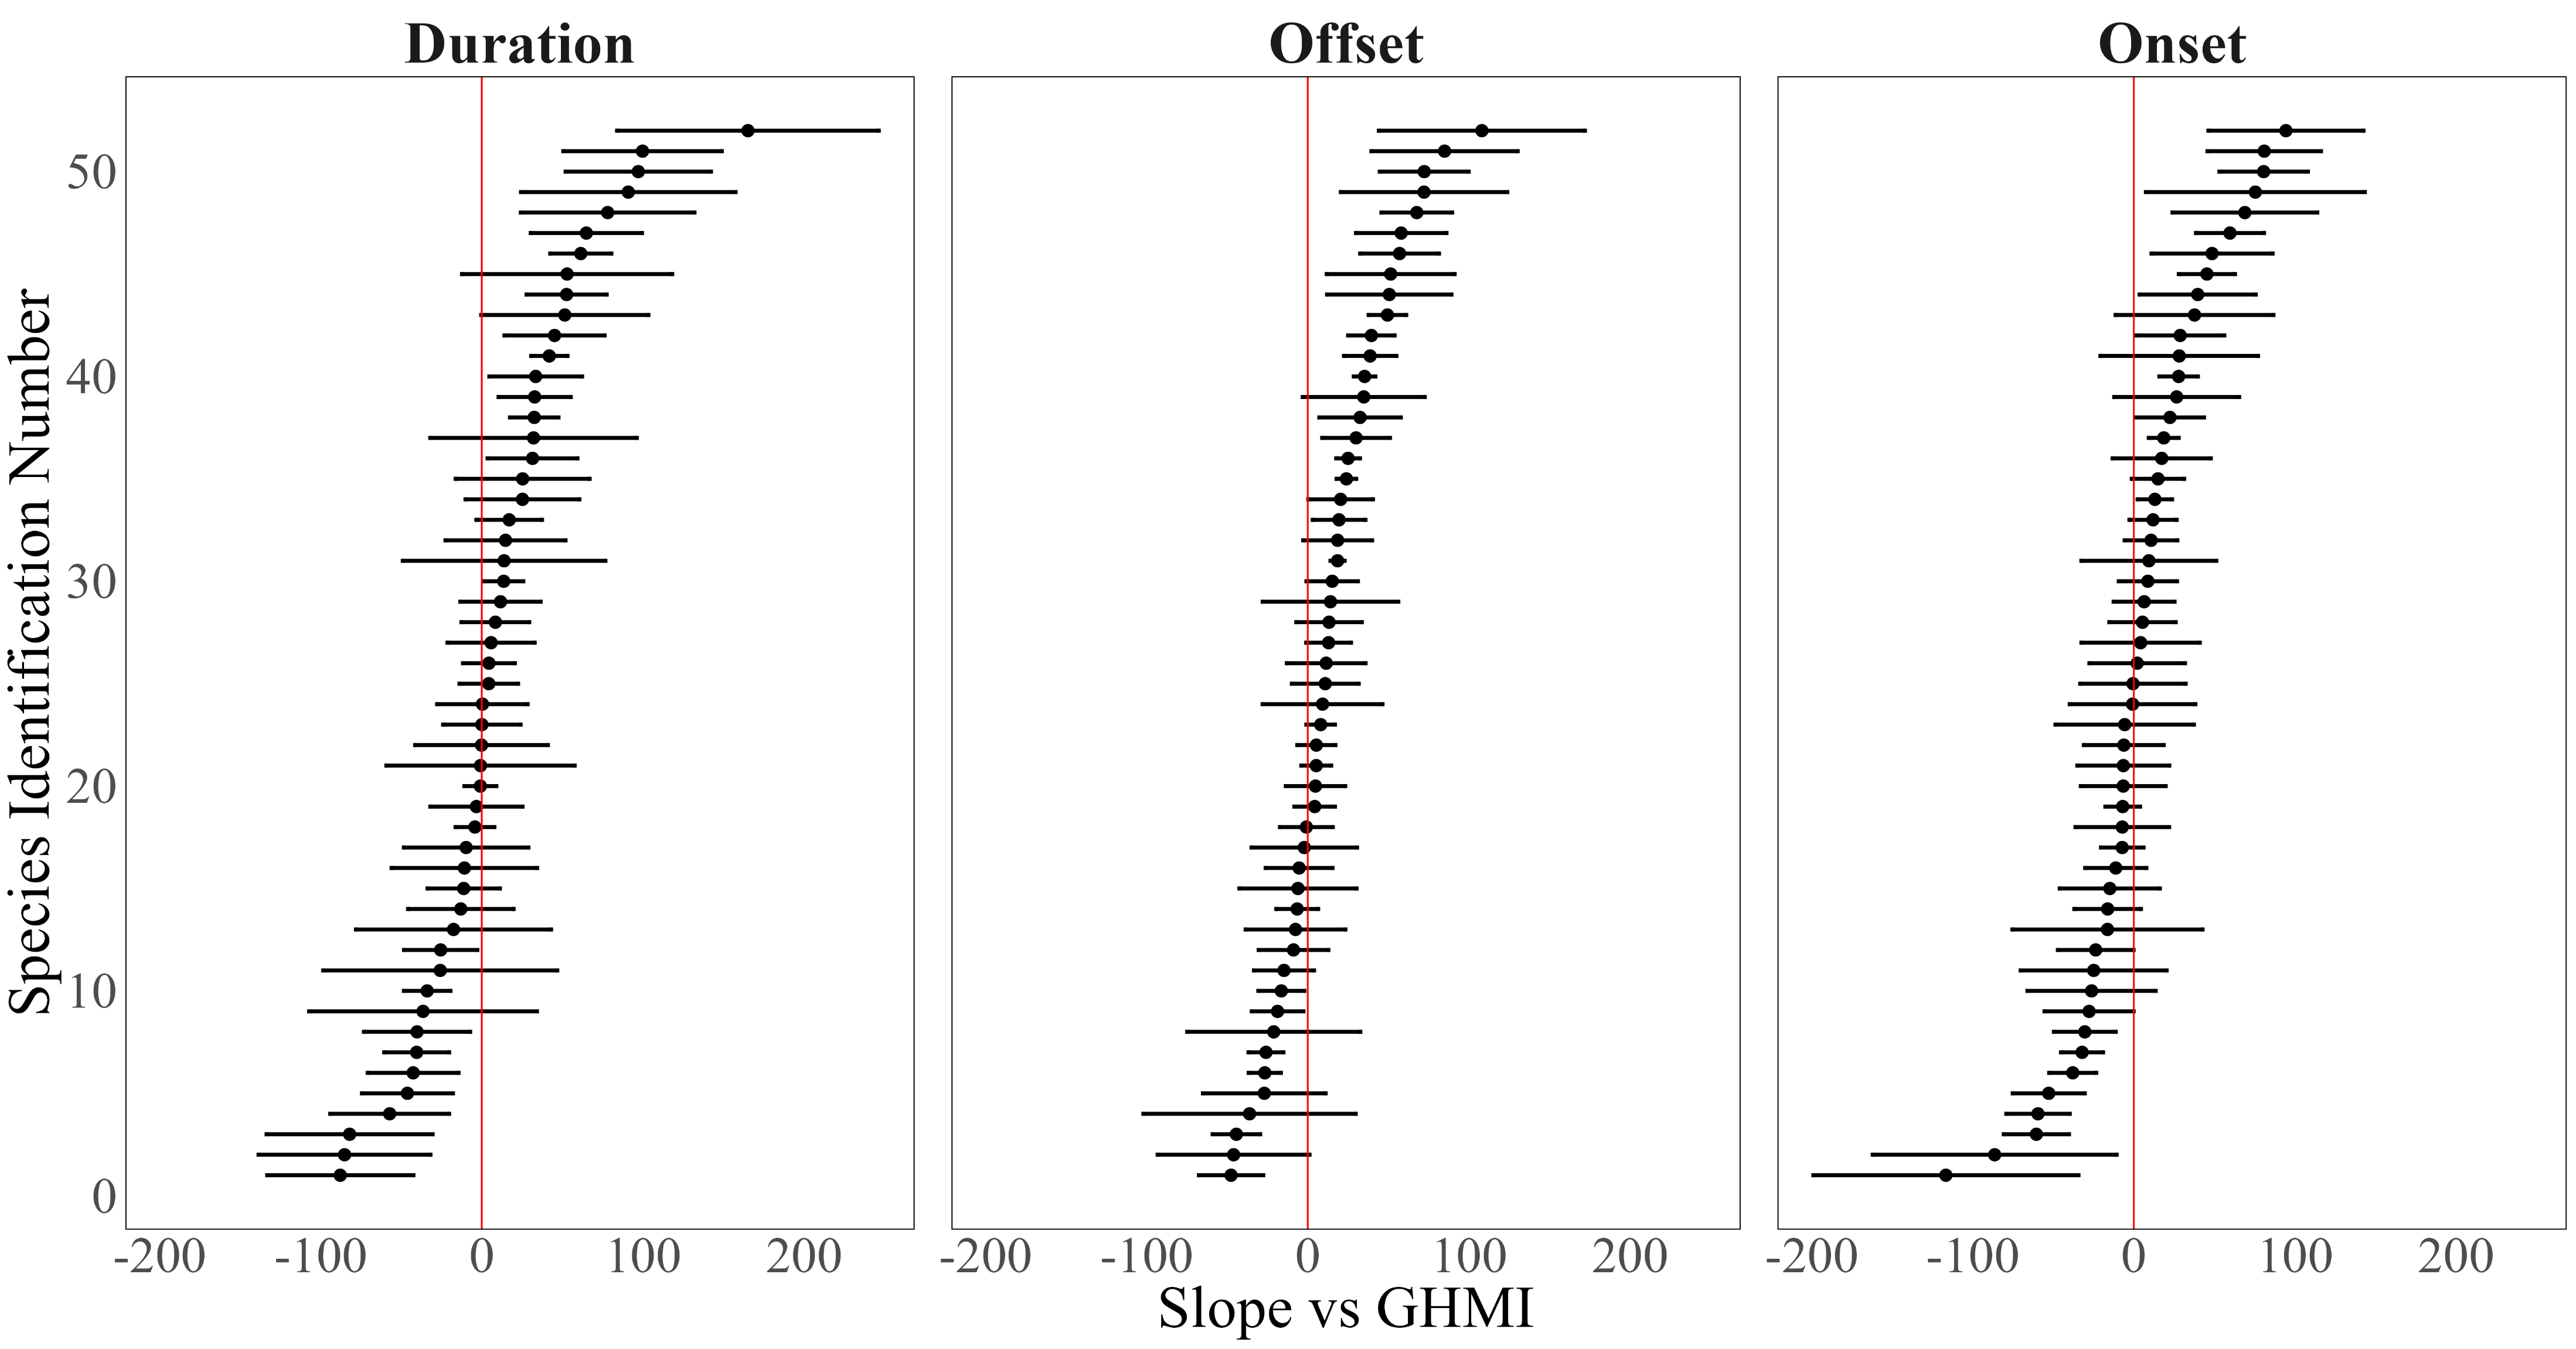 Duration
Offset
Onset
Species Identification Number
50
40
30
20
10
0
-200 -100 0 100 200
-200 -100 0 100 200
-200 -100 0 100 200
Slope vs GHMI